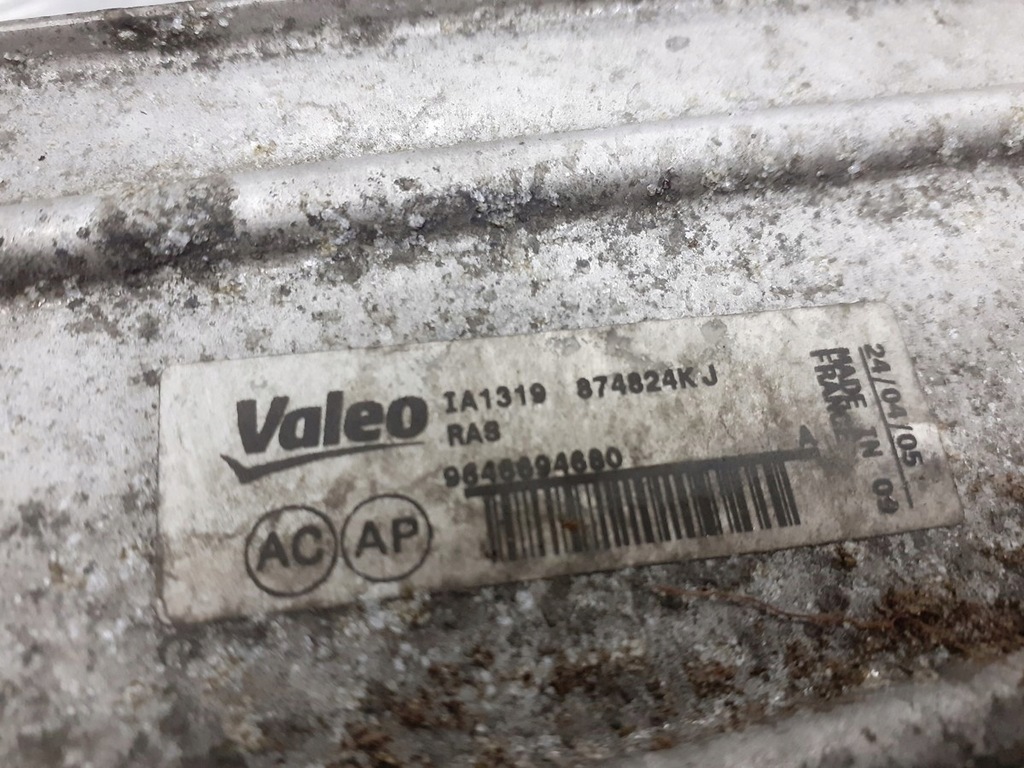 Valeo
IA1319 874824KJ
RAS
9646694680
A
AC AP
24/04/05
MADE IN 09
FRANCE